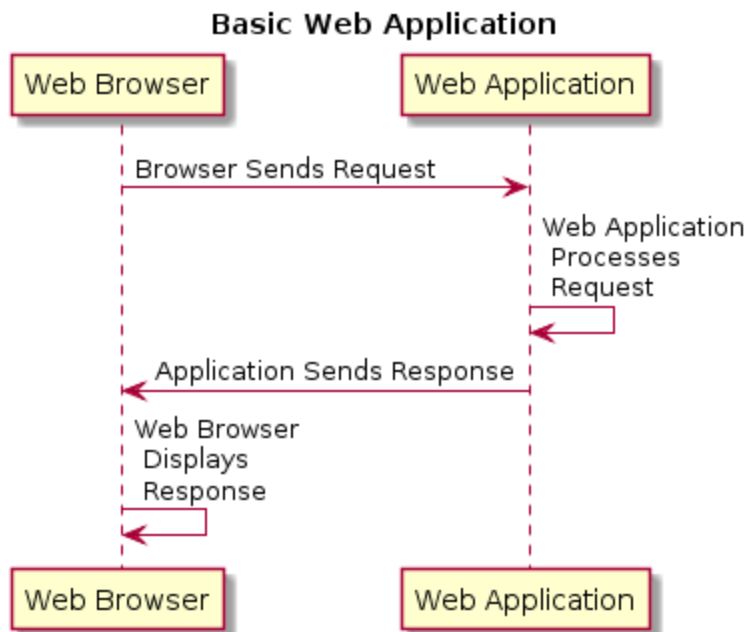 Basic Web Application
Web Browser
Web Application
Browser Sends Request
Web Application
Processes
Request
Application Sends Response
Web Browser
Displays
Response
Web Browser
Web Application